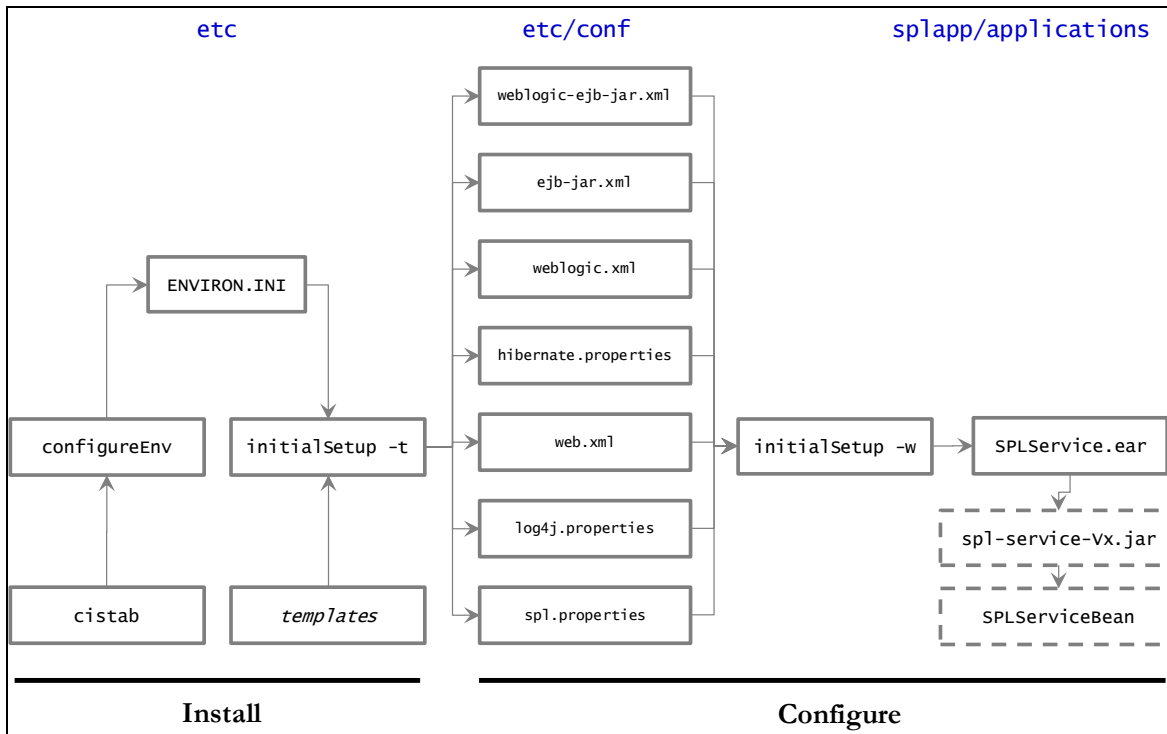 etc
etc/conf
splapp/applications
weblogic-ejb-jar.xml
ejb-jar.xml
weblogic.xml
ENVIRON.INI
hibernate.properties
configureEnv
initialSetup -t
web.xml
initialSetup -w
SPLService.ear
log4j.properties
spl-service-Vx.jar
cistab
templates
spl.properties
SPLServiceBean
Install
Configure